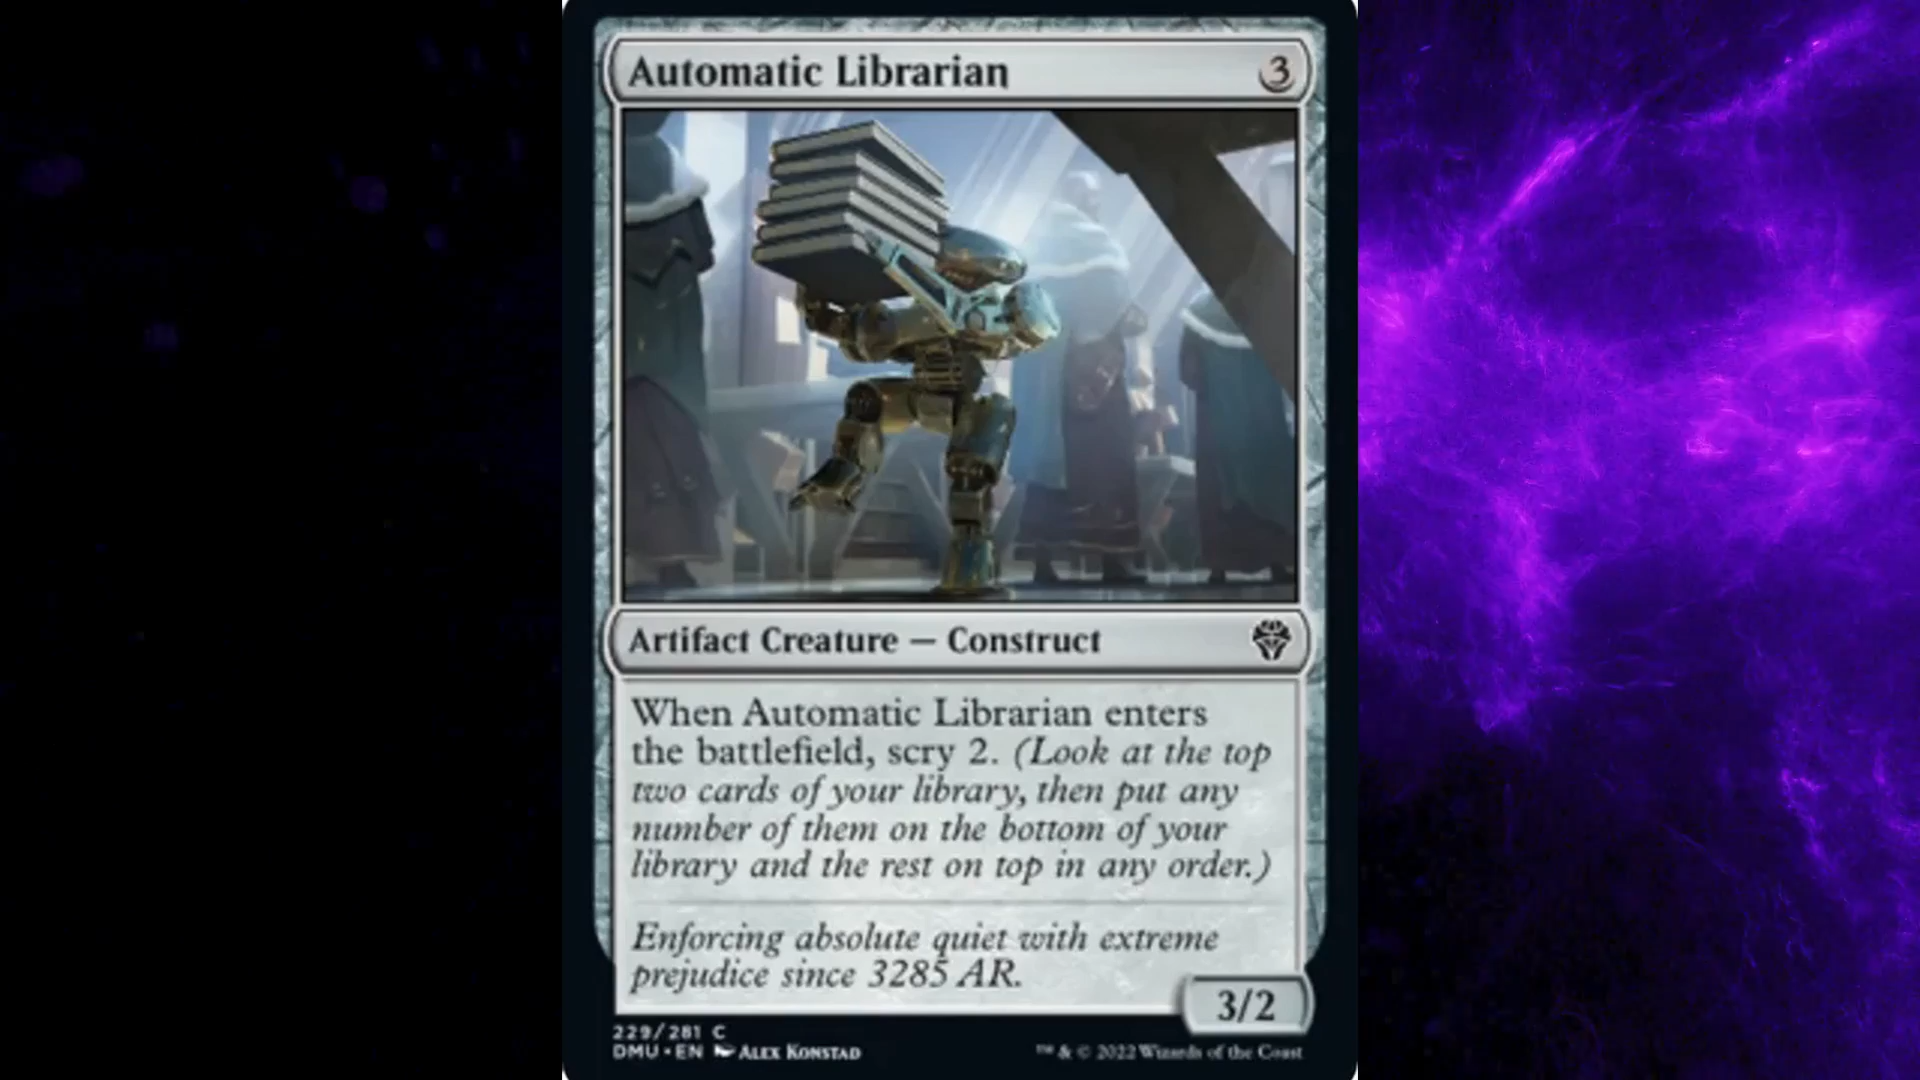 Automatic Librarian 3
Artifact Creature — Construct
When Automatic Librarian enters
the battlefield, scry 2. (Look at the top
two cards of your library, then put any
number of them on the bottom of your
library and the rest on top in any order.)
Enforcing absolute quiet with extreme
prejudice since 3285 AR.
3/2
229/281 C
DMU • EN Alex Konstad
™ & © 2022 Wizards of the Coast